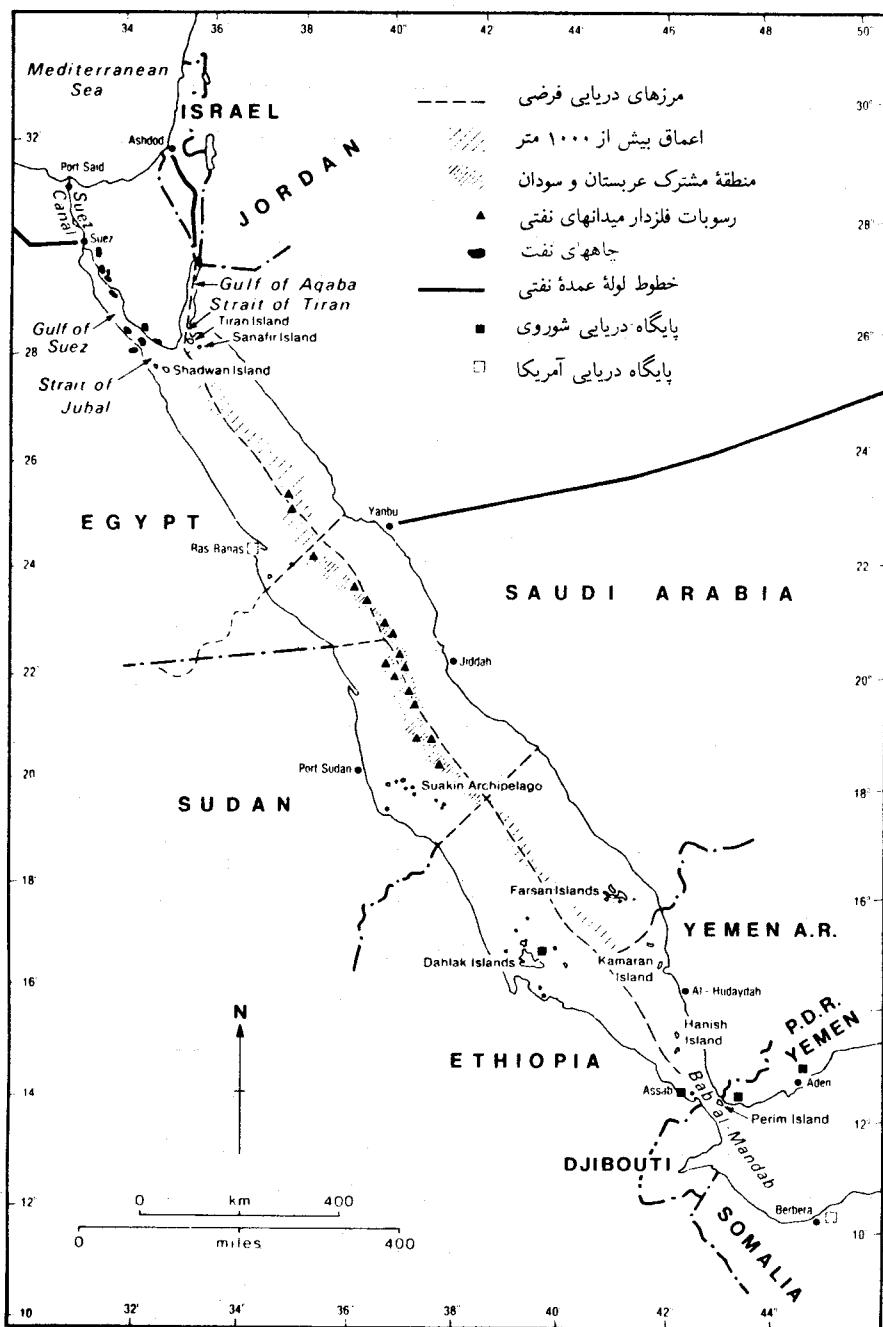 34
36
38
40
42
44
46
48
50°
Mediterranean
Sea
ISRAEL
Ashdod
Port Said
Suez
Canal
Suez
JORDAN
Gulf of Aqaba
Strait of Tiran
Tiran Island
Sanafir Island
Gulf of
Suez
Shadwan Island
Strait of
Jubal
مرزهای دریایی فرضی
اعماق بیش از ۱۰۰۰ متر
منطقهٔ مشترک عربستان و سودان
رسوبات فلزدار میدانهای نفتی
چاههای نفت
خطوط لولهٔ عمدهٔ نفتی
پایگاه دریایی شوروی
پایگاه دریایی آمریکا
32
28
26
24
22
20
18
16
14
12
10
30°
28°
26°
24°
22°
20°
18°
16°
12°
10°
EGYPT
Ras Banas
Yanbu
SAUDI ARABIA
Jiddah
Port Sudan
SUDAN
Suakin Archipelago
Farsan Islands
YEMEN A.R.
Dahlak Islands
Kamaran
Island
Al-Hudaydah
Hanish
Island
P.D.R.
YEMEN
N
ETHIOPIA
Assab
Aden
Bab al-Mandab
Perim Island
DJIBOUTI
Berbera
SOMALIA
0 km 400
0 miles 400
32
34
36
38
40
42
44